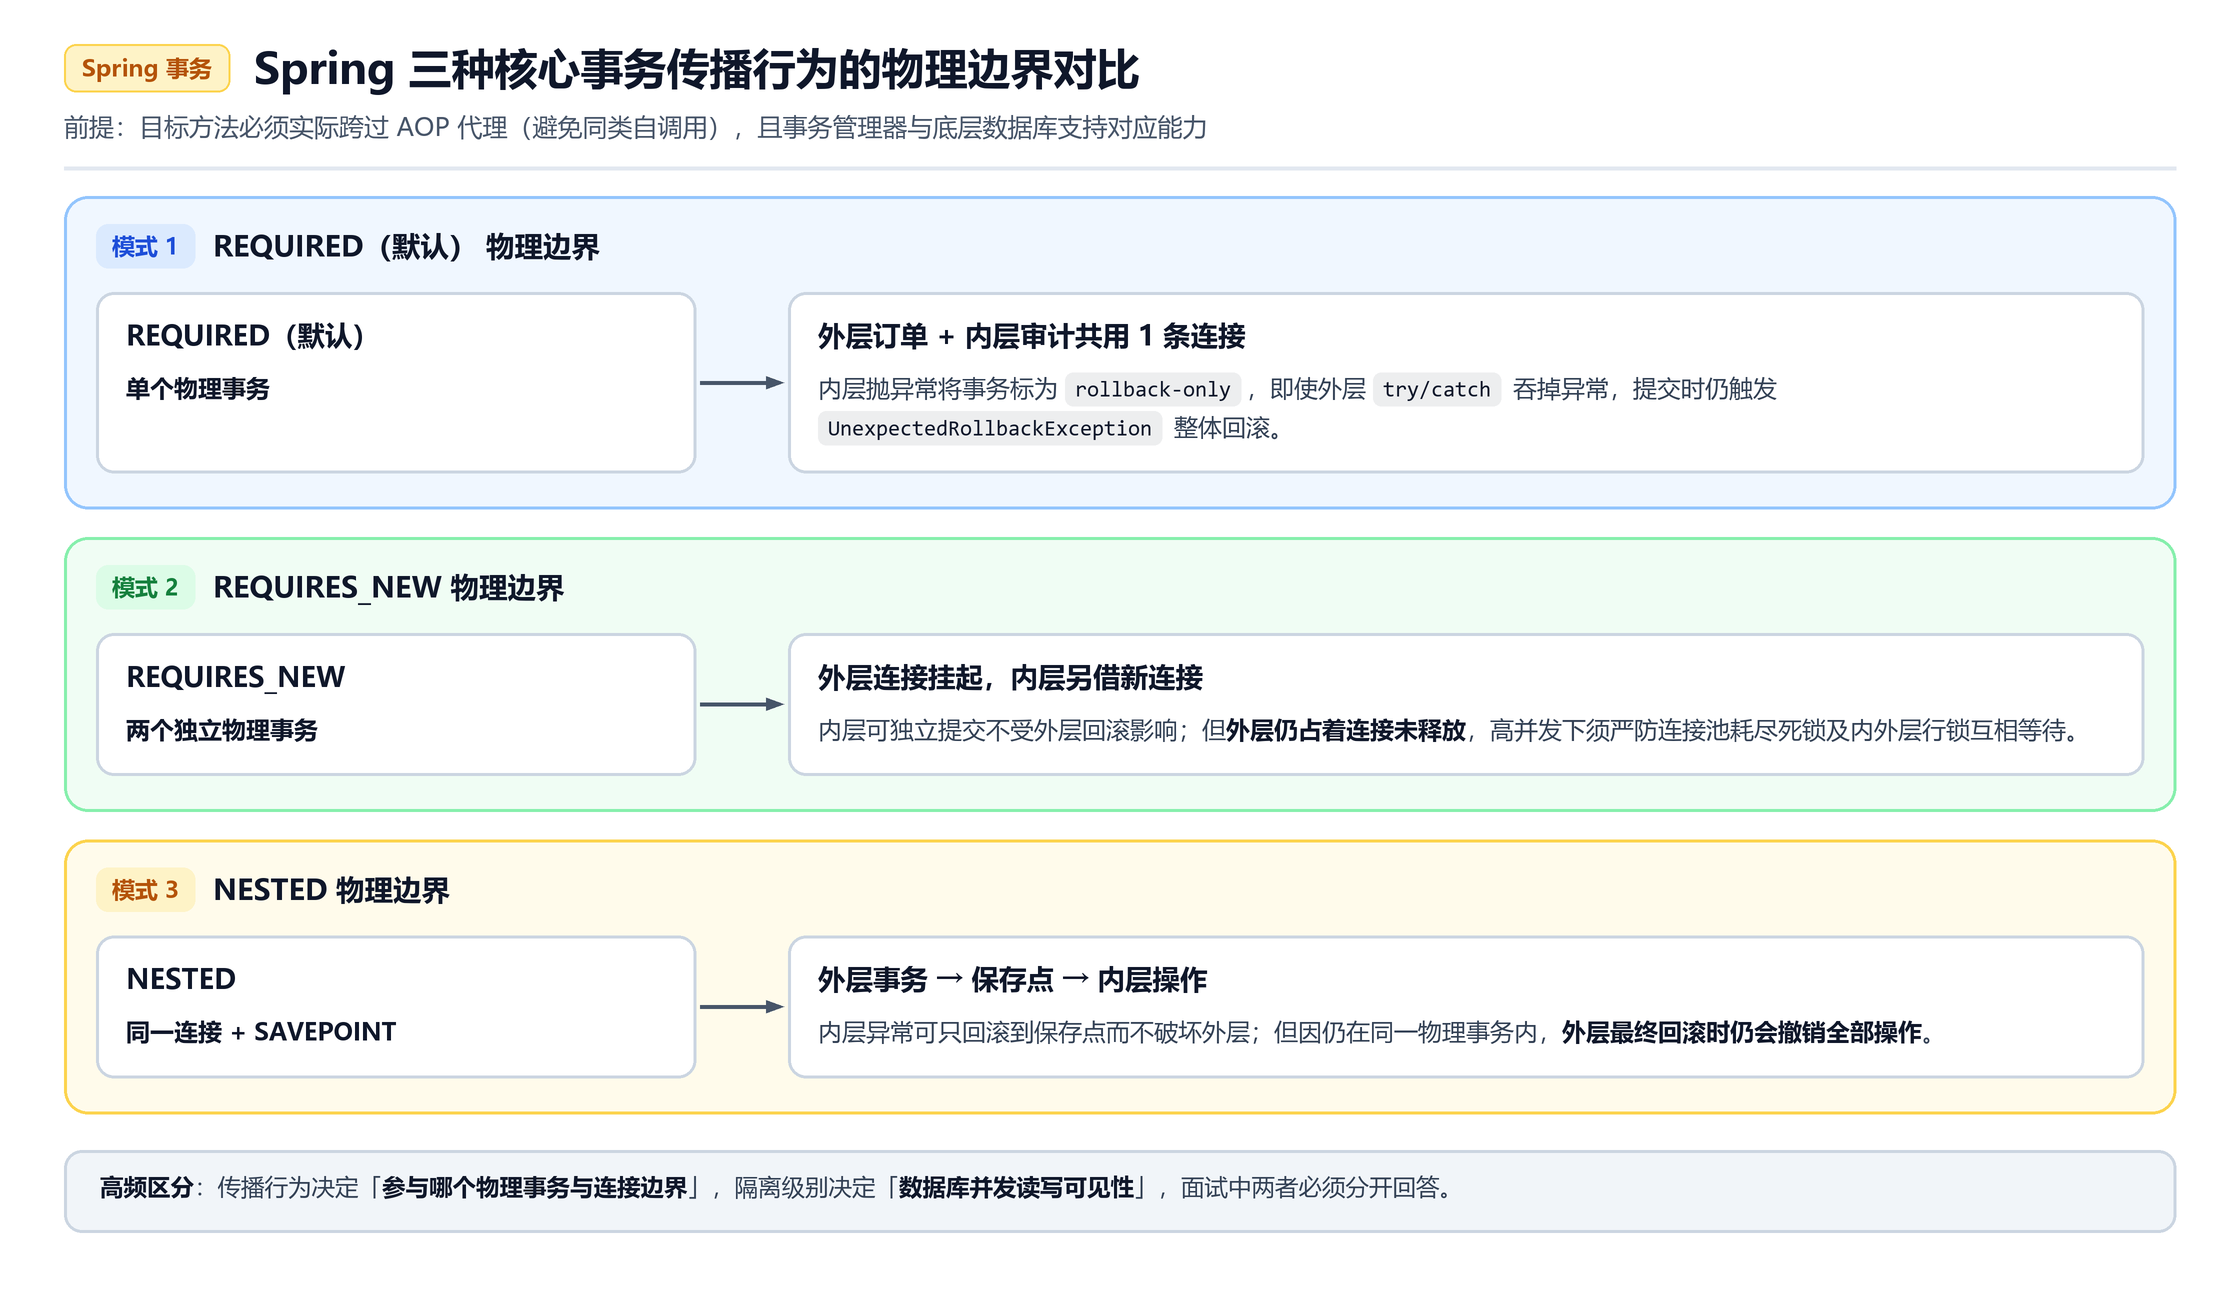 Spring 事务
Spring 三种核心事务传播行为的物理边界对比
前提：目标方法必须实际跨过 AOP 代理（避免同类自调用），且事务管理器与底层数据库支持对应能力
模式 1
REQUIRED（默认） 物理边界
REQUIRED（默认）
单个物理事务
外层订单 + 内层审计共用 1 条连接
内层抛异常将事务标为 rollback-only，即使外层 try/catch 吞掉异常，提交时仍触发
UnexpectedRollbackException 整体回滚。
模式 2
REQUIRES_NEW 物理边界
REQUIRES_NEW
两个独立物理事务
外层连接挂起，内层另借新连接
内层可独立提交不受外层回滚影响；但外层仍占着连接未释放，高并发下须严防连接池耗尽死锁及内外层行锁互相等待。
模式 3
NESTED 物理边界
NESTED
同一连接 + SAVEPOINT
外层事务 → 保存点 → 内层操作
内层异常可只回滚到保存点而不破坏外层；但因仍在同一物理事务内，外层最终回滚时仍会撤销全部操作。
高频区分：传播行为决定「参与哪个物理事务与连接边界」，隔离级别决定「数据库并发读写可见性」，面试中两者必须分开回答。